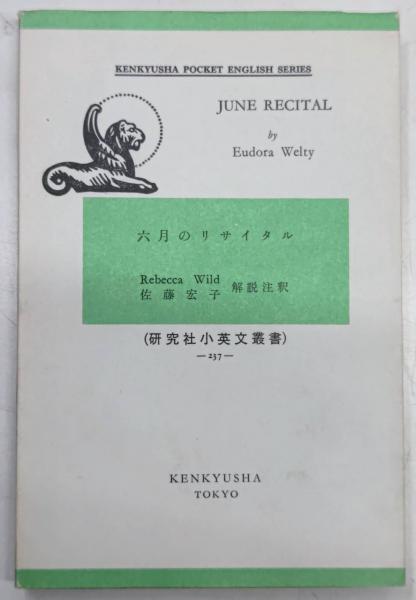 KENKYUSHA POCKET ENGLISH SERIES
JUNE RECITAL
by
Eudora Welty
六月のリサイタル
Rebecca Wild
佐藤宏子
解説注釈
(研究社小英文叢書)
—237—
KENKYUSHA
TOKYO